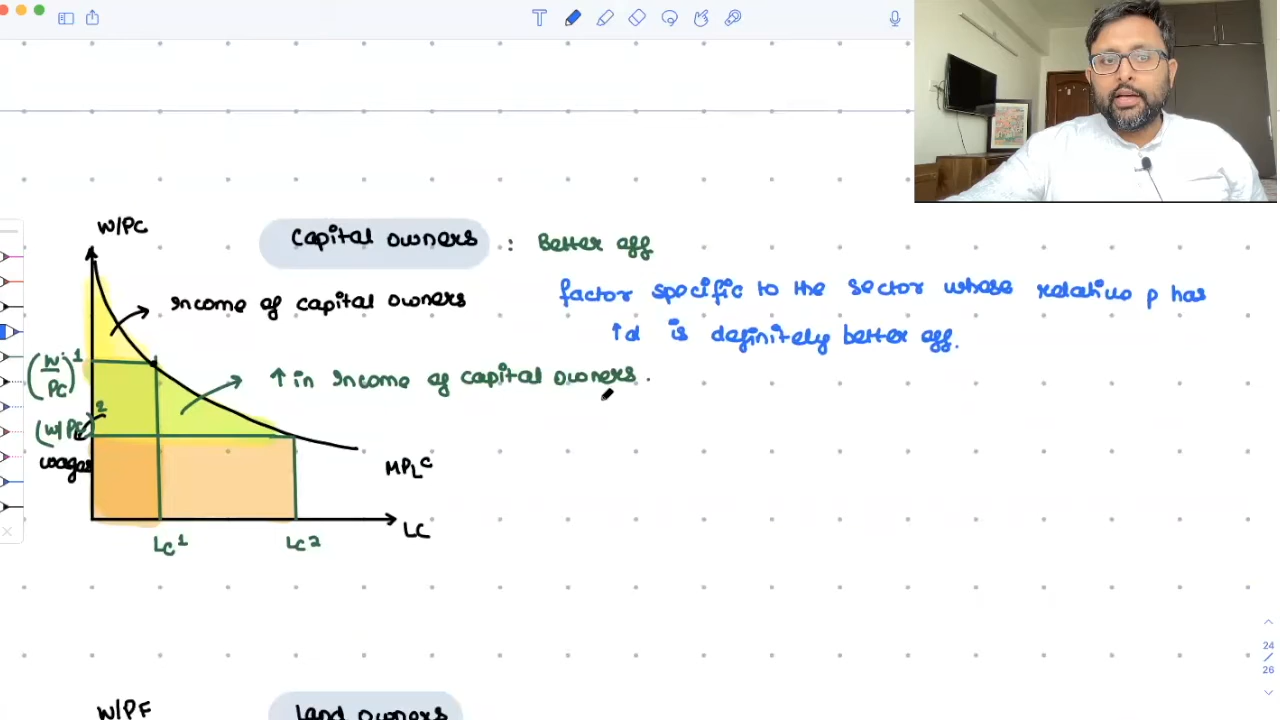 W/PC
Capital owners : Better off
Income of capital owners
factor specific to the sector whose relative p has
↑d is definitely better off.
(W/PC)¹
↑ in income of capital owners.
(W/PC)²
wages
MPLC
LC
LC¹
LC²
24
/
26
W/PF
Land owners